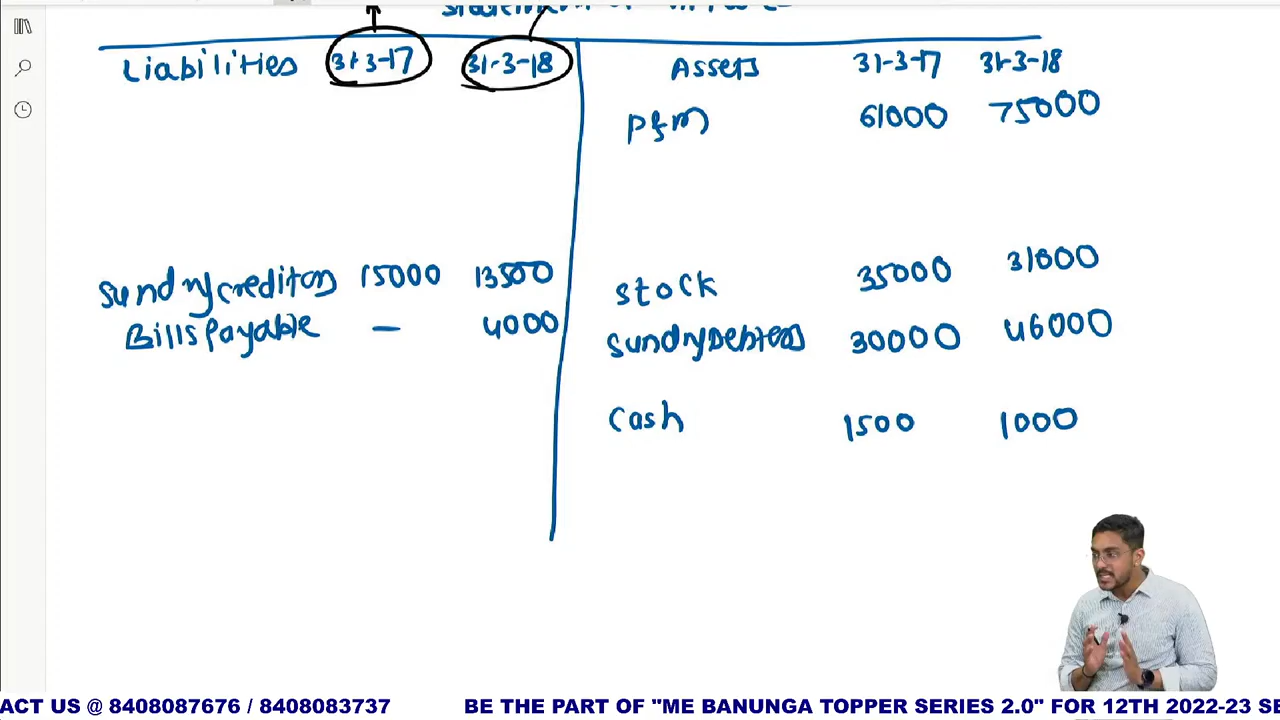 statement of
Liabilities 31-3-17 31-3-18 Assets 31-3-17 31-3-18
P&M 61000 75000
Sundry creditors 15000 13500 Stock 35000 31000
Bills Payable — 4000 Sundry Debtors 30000 46000
Cash 1500 1000
ACT US @ 8408087676 / 8408083737 BE THE PART OF "ME BANUNGA TOPPER SERIES 2.0" FOR 12TH 2022-23 SE